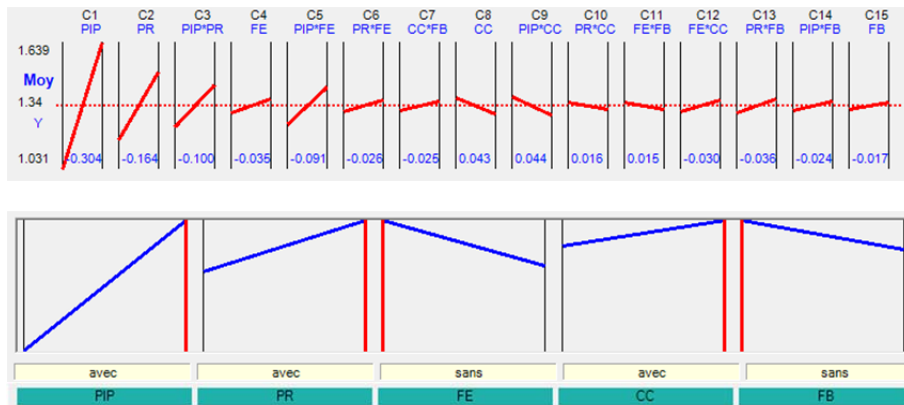 C1 C2 C3 C4 C5 C6 C7 C8 C9 C10 C11 C12 C13 C14 C15
PIP PR PIP*PR FE PIP*FE PR*FE CC*FB CC PIP*CC PR*CC FE*FB FE*CC PR*FB PIP*FB FB
1.639
Moy
1.34
Y
1.031 -0.304 -0.164 -0.100 -0.035 -0.091 -0.026 -0.025 0.043 0.044 0.016 0.015 -0.030 -0.036 -0.024 -0.017
avec avec sans avec sans
PIP PR FE CC FB